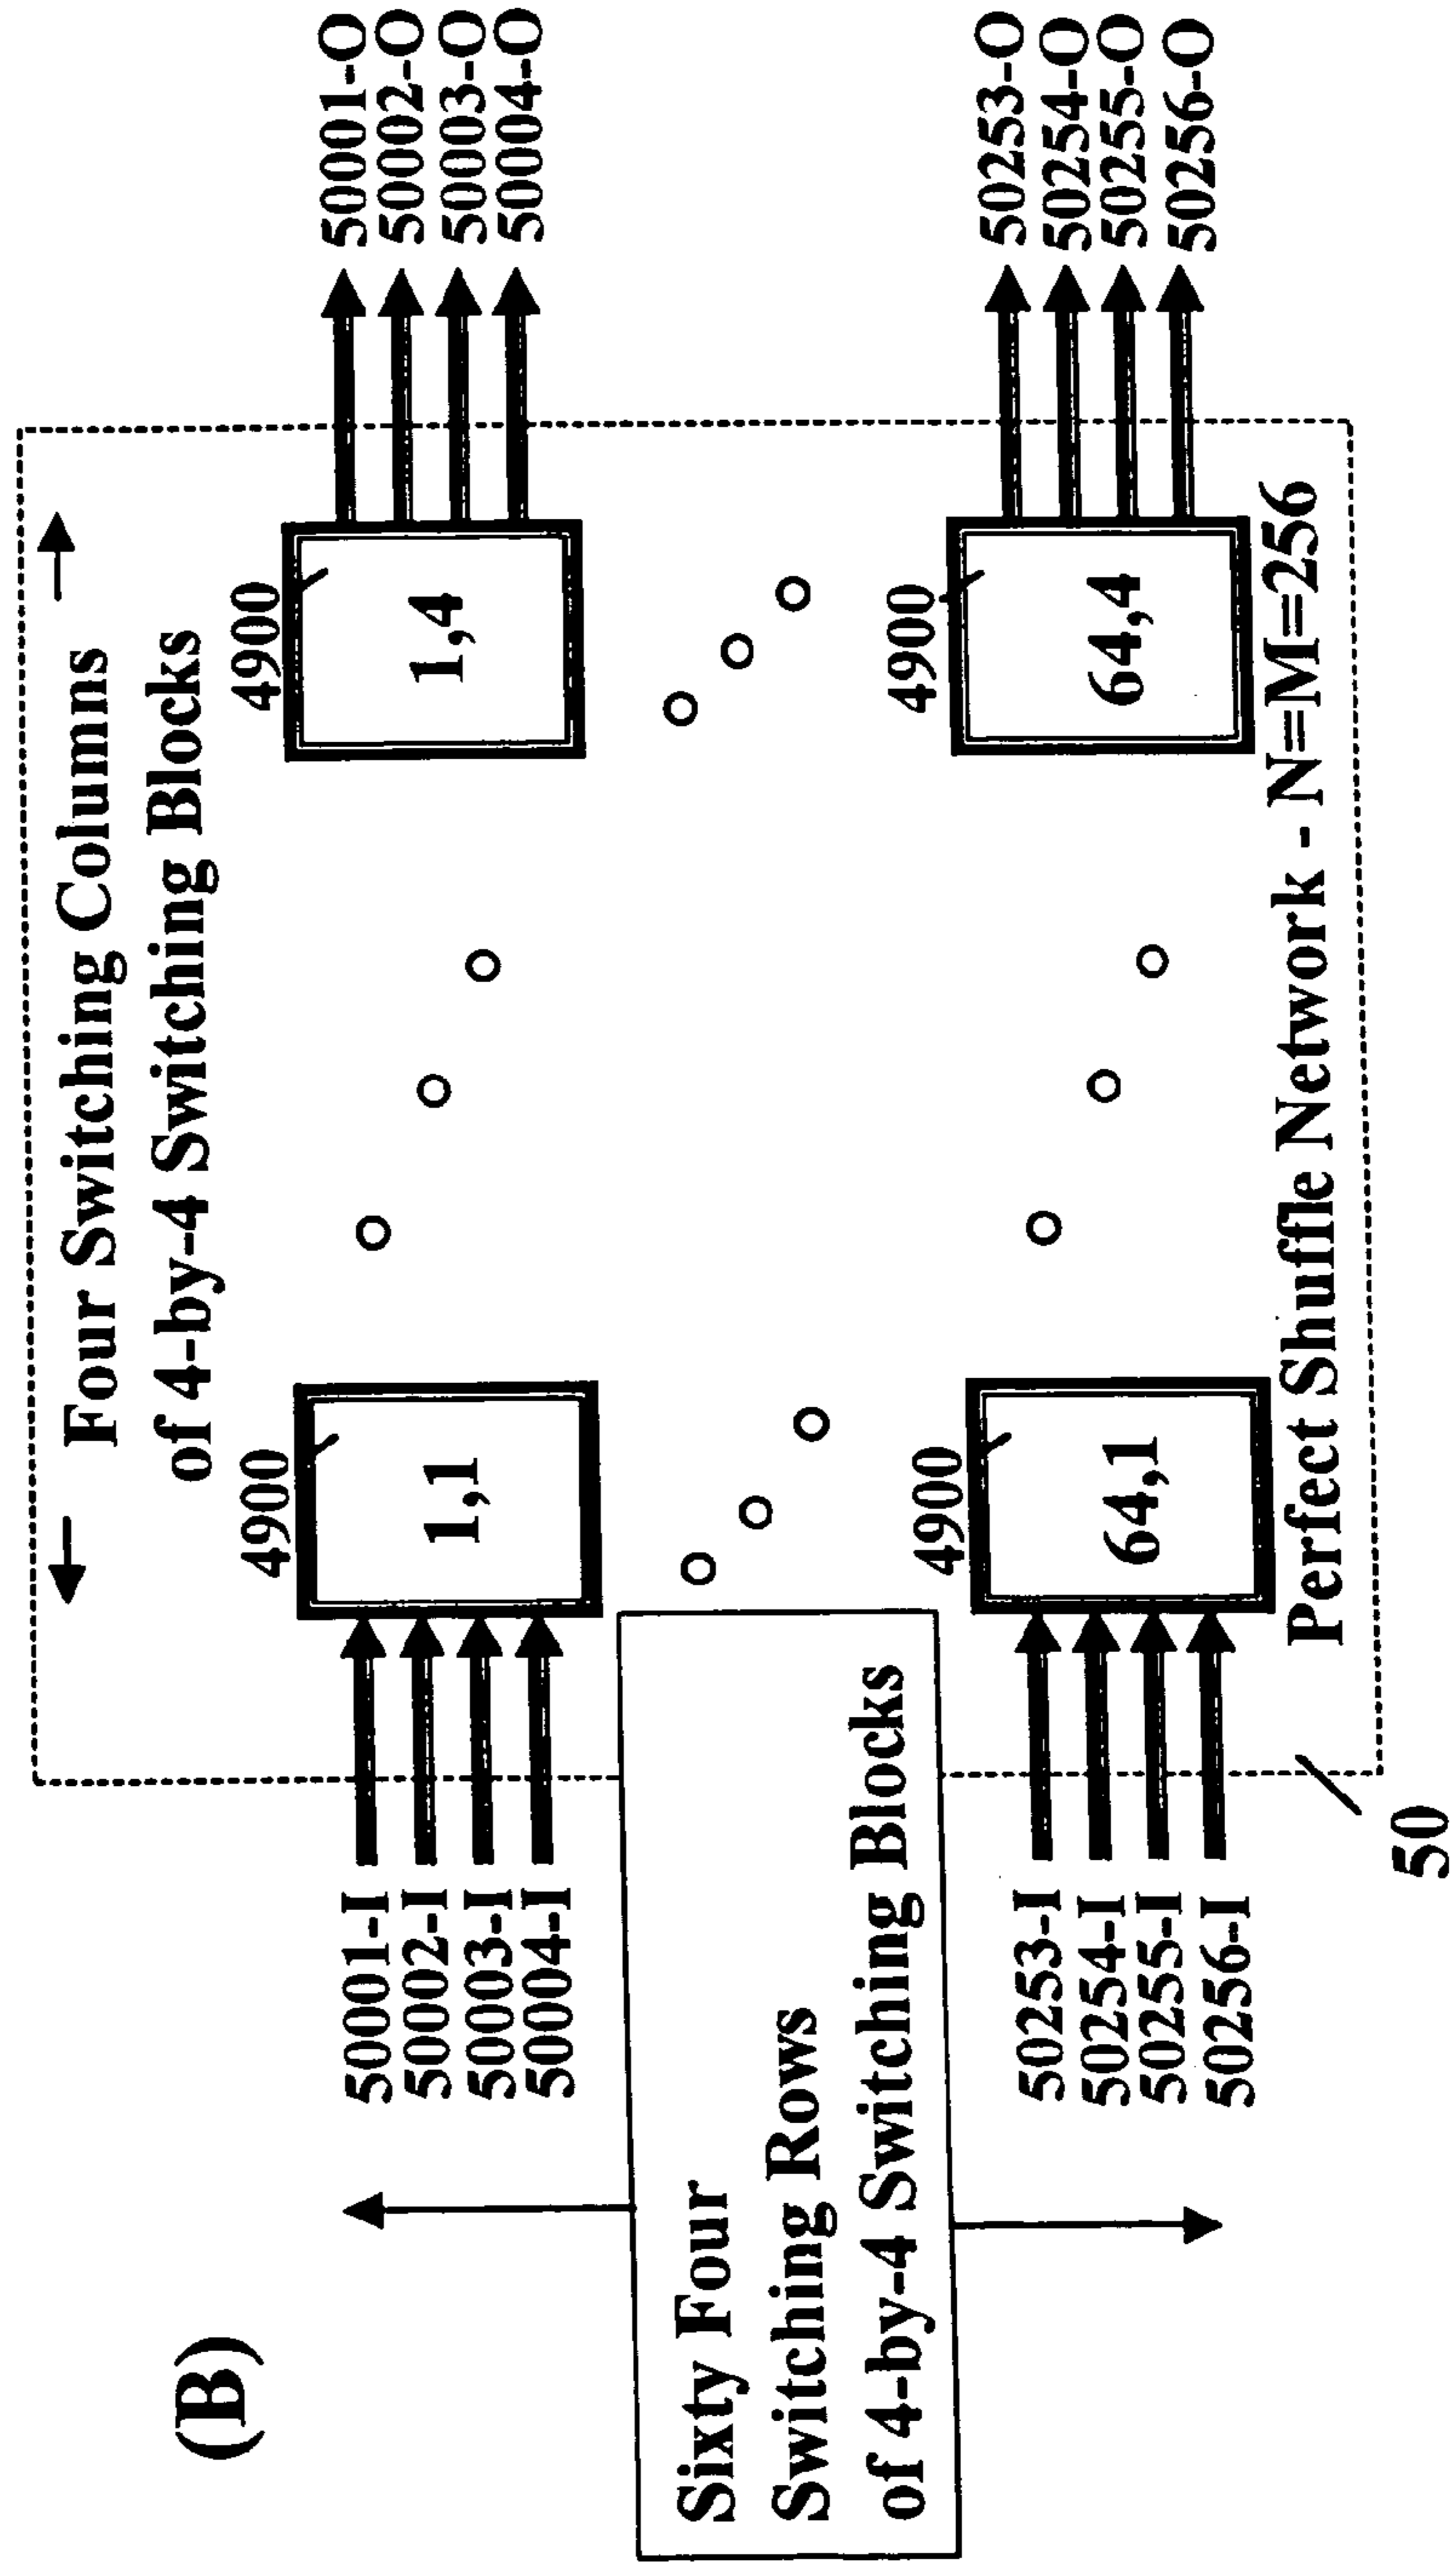 (B)
Four Switching Columns
of 4-by-4 Switching Blocks
4900
4900
50001-I
50002-I
50003-I
50004-I
1,1
1,4
50001-O
50002-O
50003-O
50004-O
Sixty Four
Switching Rows
of 4-by-4 Switching Blocks
4900
4900
50253-I
50254-I
50255-I
50256-I
64,1
64,4
50253-O
50254-O
50255-O
50256-O
Perfect Shuffle Network - N=M=256
50